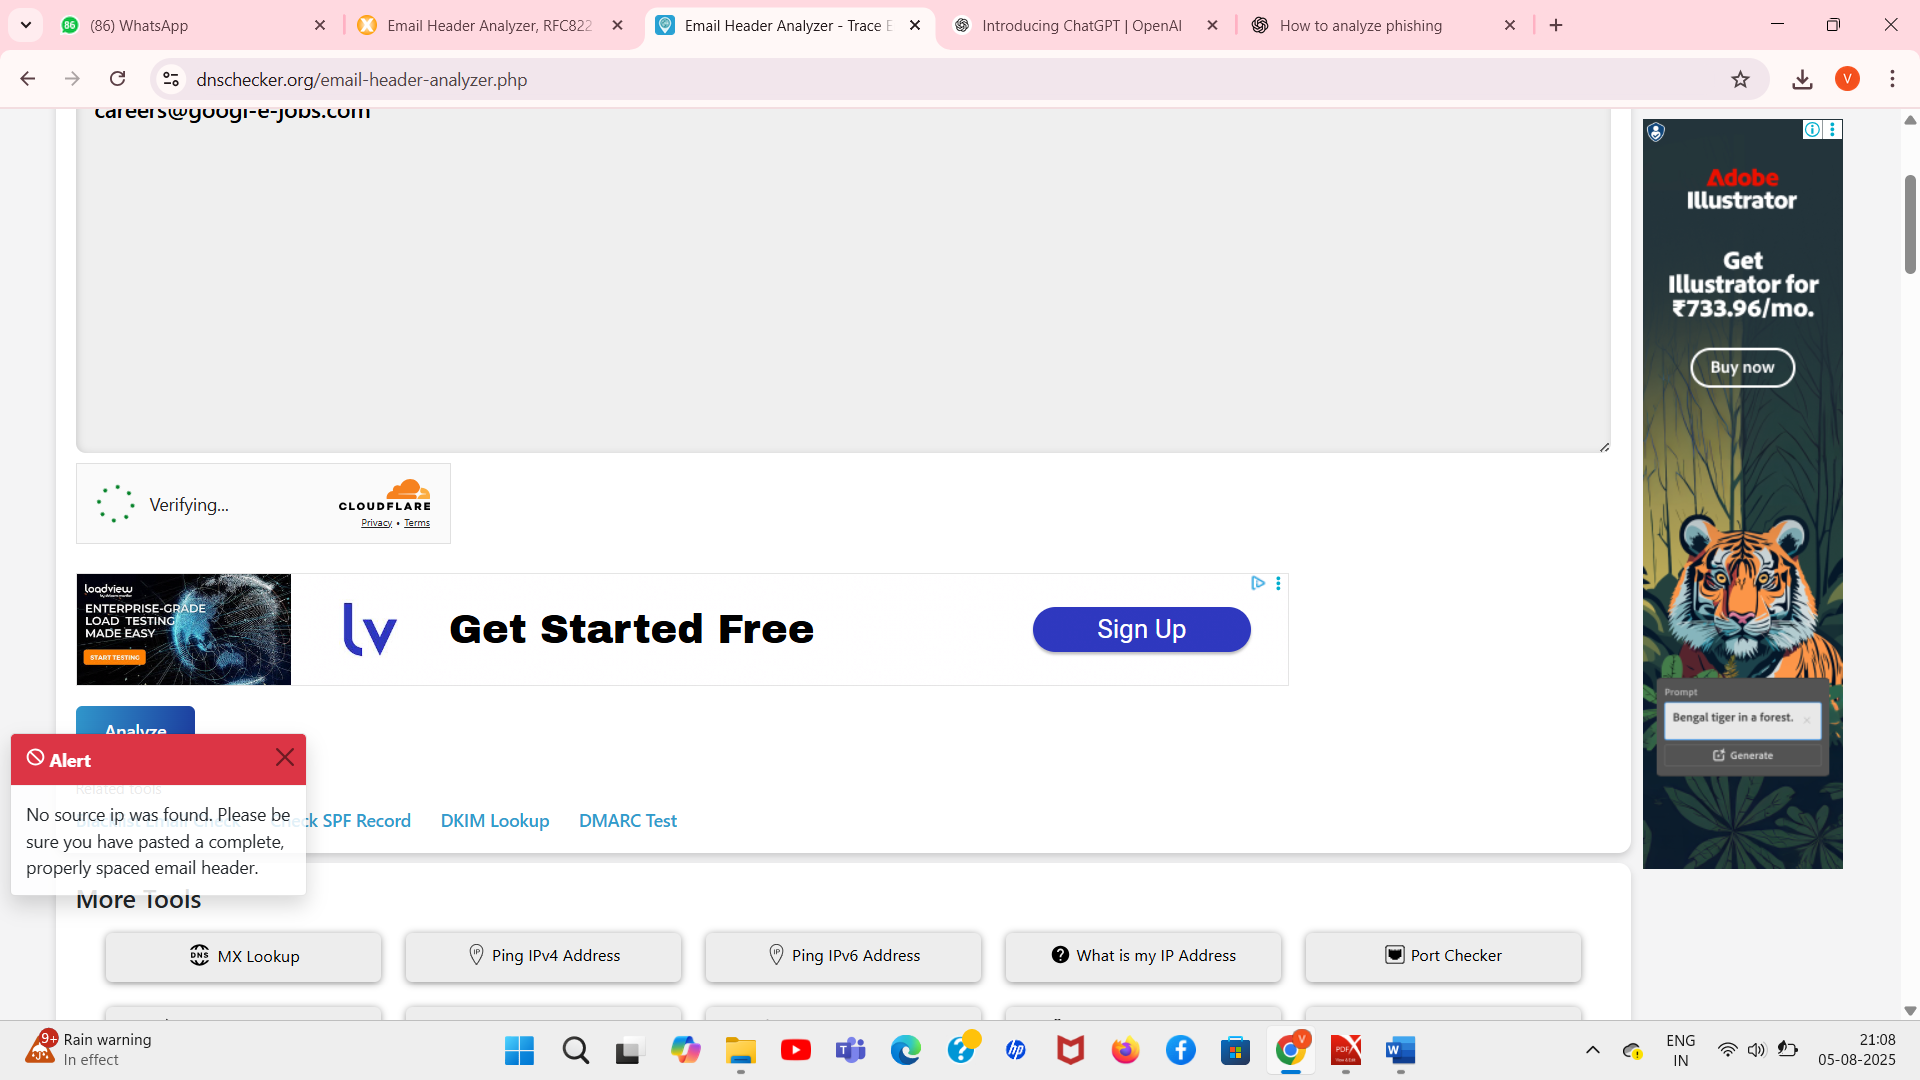 (86) WhatsApp
Email Header Analyzer, RFC822
Email Header Analyzer - Trace E
Introducing ChatGPT | OpenAI
How to analyze phishing
dnschecker.org/email-header-analyzer.php
V
careers@googl-e-jobs.com
Verifying...
CLOUDFLARE
Privacy • Terms
loadview
ENTERPRISE-GRADE
LOAD TESTING
MADE EASY
START TESTING
lv
Get Started Free
Sign Up
Analyze
Alert
Related tools
No source ip was found. Please be
sure you have pasted a complete,
properly spaced email header.
ck SPF Record
DKIM Lookup
DMARC Test
More Tools
DNS MX Lookup
IP Ping IPv4 Address
IP Ping IPv6 Address
What is my IP Address
Port Checker
Adobe
Illustrator
Get
Illustrator for
₹733.96/mo.
Buy now
Prompt
Bengal tiger in a forest.
Generate
9+
Rain warning
In effect
ENG
IN
21:08
05-08-2025